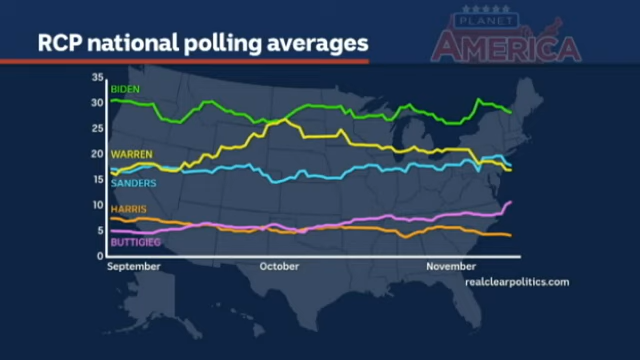 PLANET
AMERICA
RCP national polling averages
35
30
25
20
15
10
5
0
BIDEN
WARREN
SANDERS
HARRIS
BUTTIGIEG
September
October
November
realclearpolitics.com